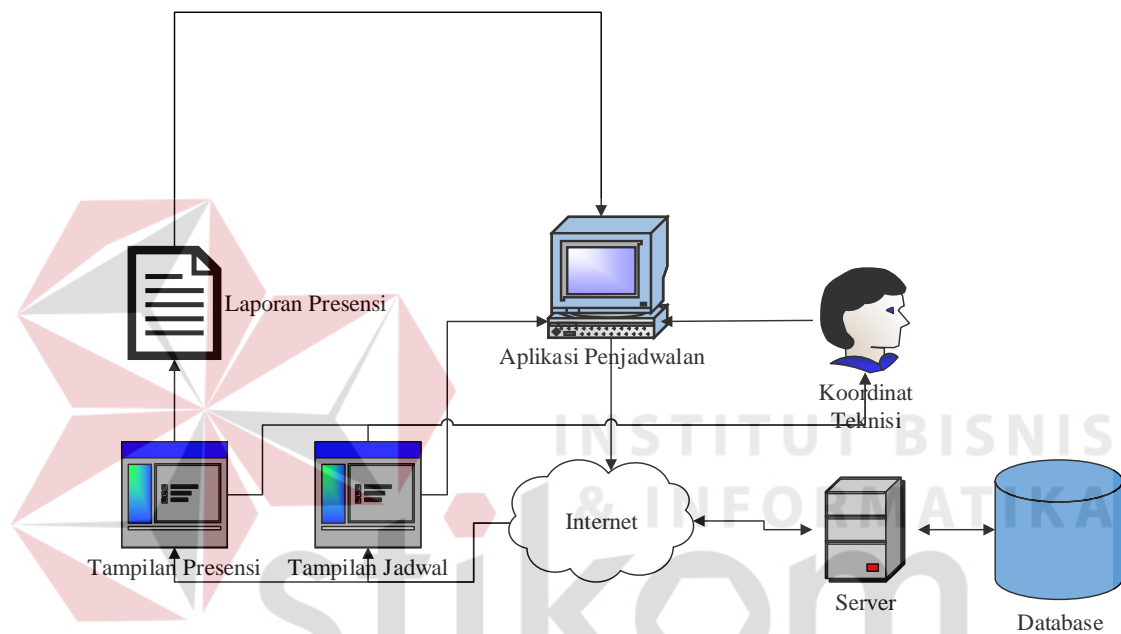 Laporan Presensi
Aplikasi Penjadwalan
Koordinat
Teknisi
INSTITUT BISNIS
& INFORMATIKA
Internet
Tampilan Presensi
Tampilan Jadwal
stikom
Server
Database